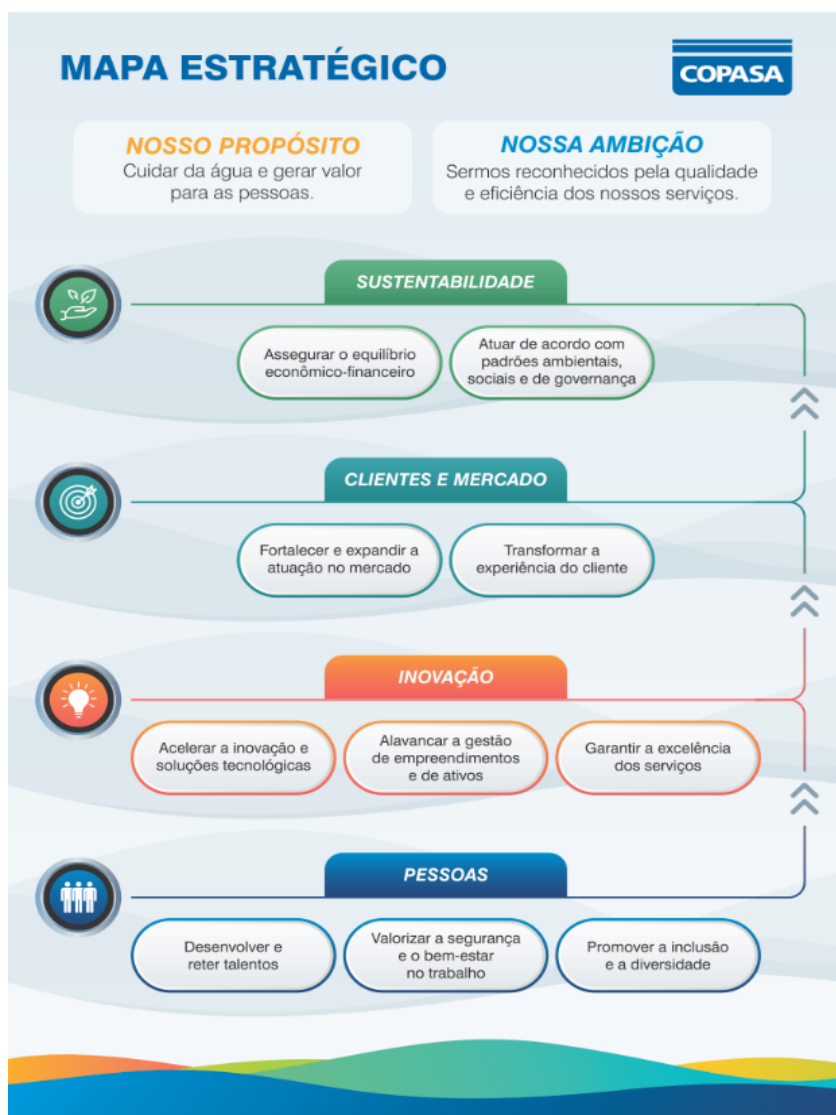 MAPA ESTRATÉGICO
COPASA
NOSSO PROPÓSITO
Cuidar da água e gerar valor
para as pessoas.
NOSSA AMBIÇÃO
Sermos reconhecidos pela qualidade
e eficiência dos nossos serviços.
SUSTENTABILIDADE
Assegurar o equilíbrio
econômico-financeiro
Atuar de acordo com
padrões ambientais,
sociais e de governança
CLIENTES E MERCADO
Fortalecer e expandir a
atuação no mercado
Transformar a
experiência do cliente
INOVAÇÃO
Acelerar a inovação e
soluções tecnológicas
Alavancar a gestão
de empreendimentos
e de ativos
Garantir a excelência
dos serviços
PESSOAS
Desenvolver e
reter talentos
Valorizar a segurança
e o bem-estar
no trabalho
Promover a inclusão
e a diversidade